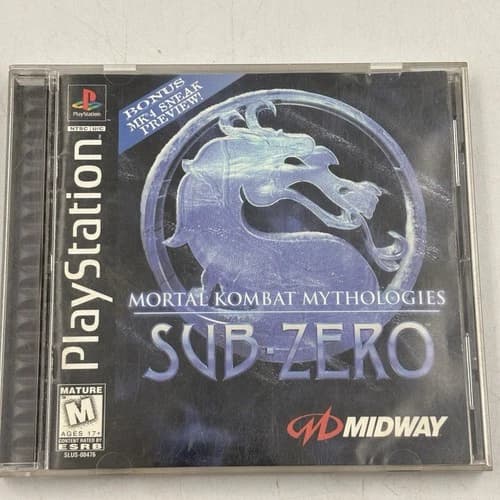 BONUS
MK4 SNEAK
PREVIEW!
PlayStation
NTSC U/C
PlayStation
MORTAL KOMBAT MYTHOLOGIES
SUB-ZERO
MATURE
M
AGES 17+
CONTENT RATED BY
ESRB
SLUS-00476
MIDWAY